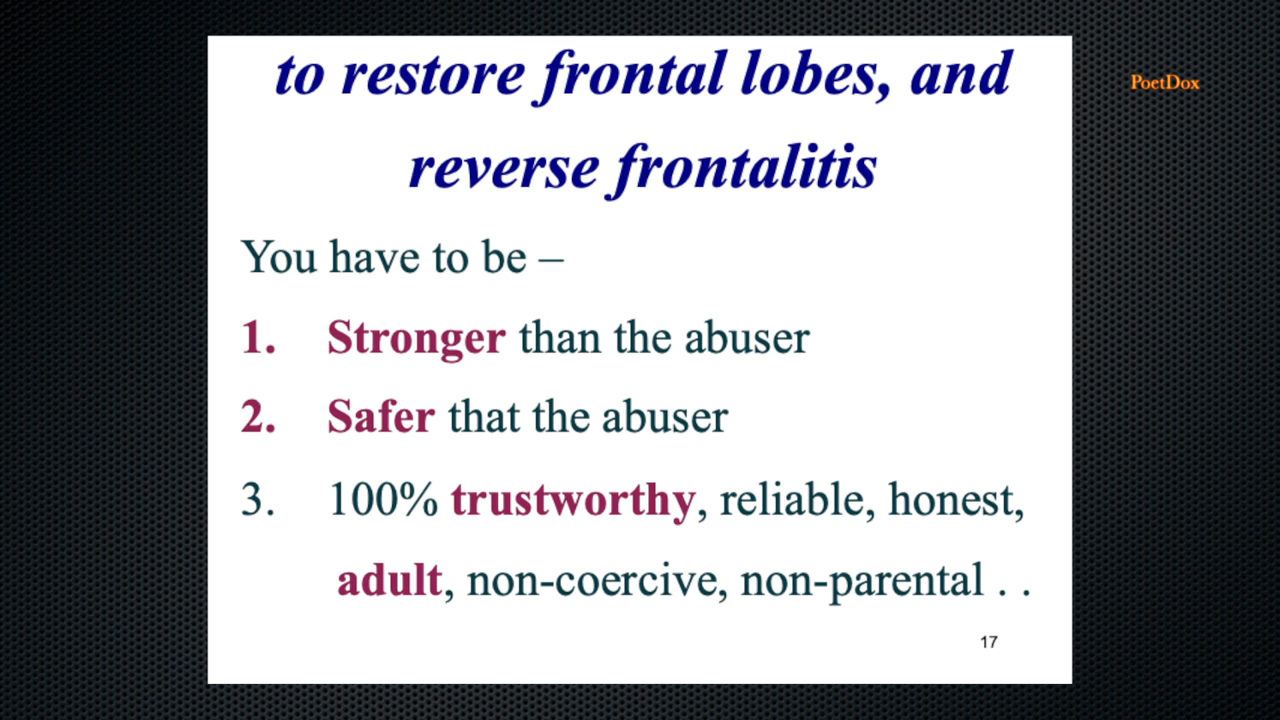 to restore frontal lobes, and
PoetDox
reverse frontalitis
You have to be –
1. Stronger than the abuser
2. Safer that the abuser
3. 100% trustworthy, reliable, honest,
adult, non-coercive, non-parental . .
17